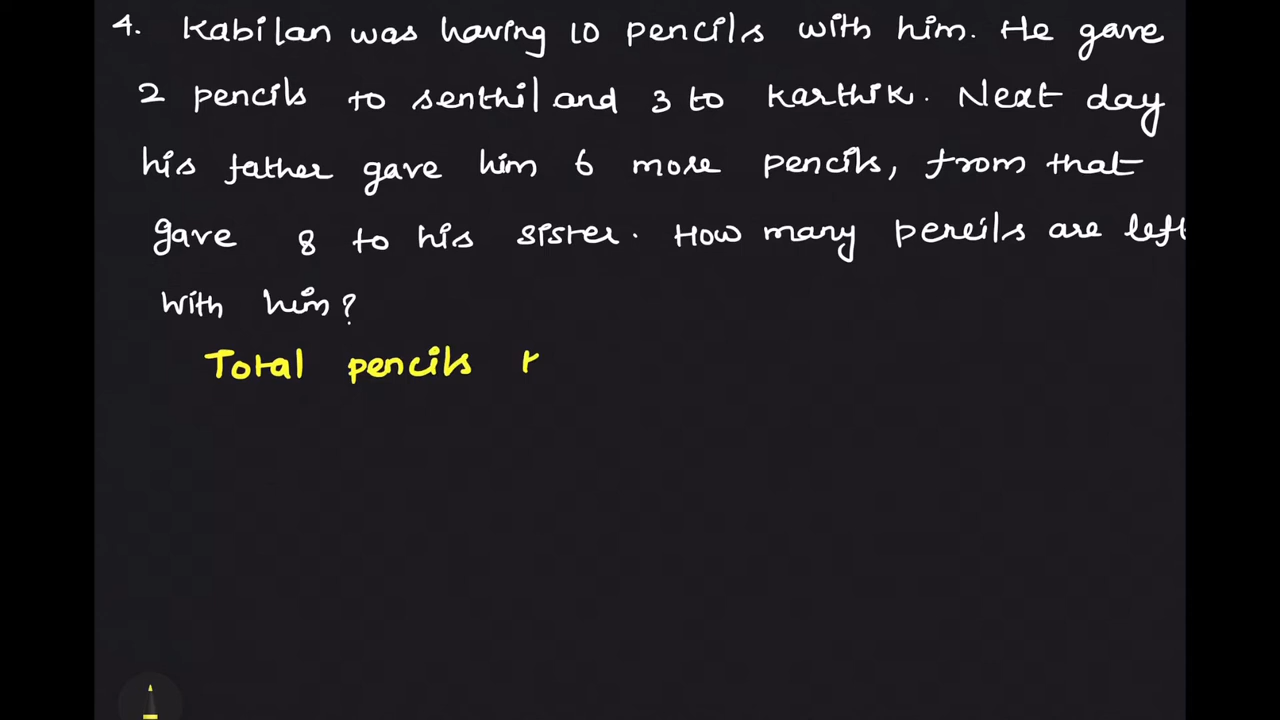 4. Kabilan was having 10 pencils with him. He gave
2 pencils to senthil and 3 to Karthik. Next day
his father gave him 6 more pencils, from that
gave 8 to his sister. How many pencils are left
with him?
Total pencils